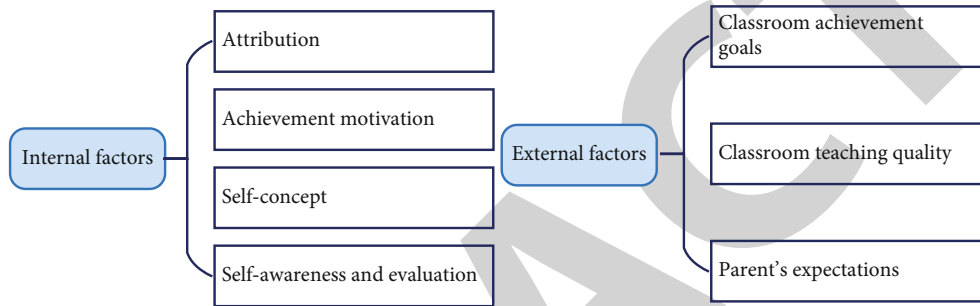 Internal factors
Attribution
Achievement motivation
Self-concept
Self-awareness and evaluation
External factors
Classroom achievement
goals
Classroom teaching quality
Parent's expectations